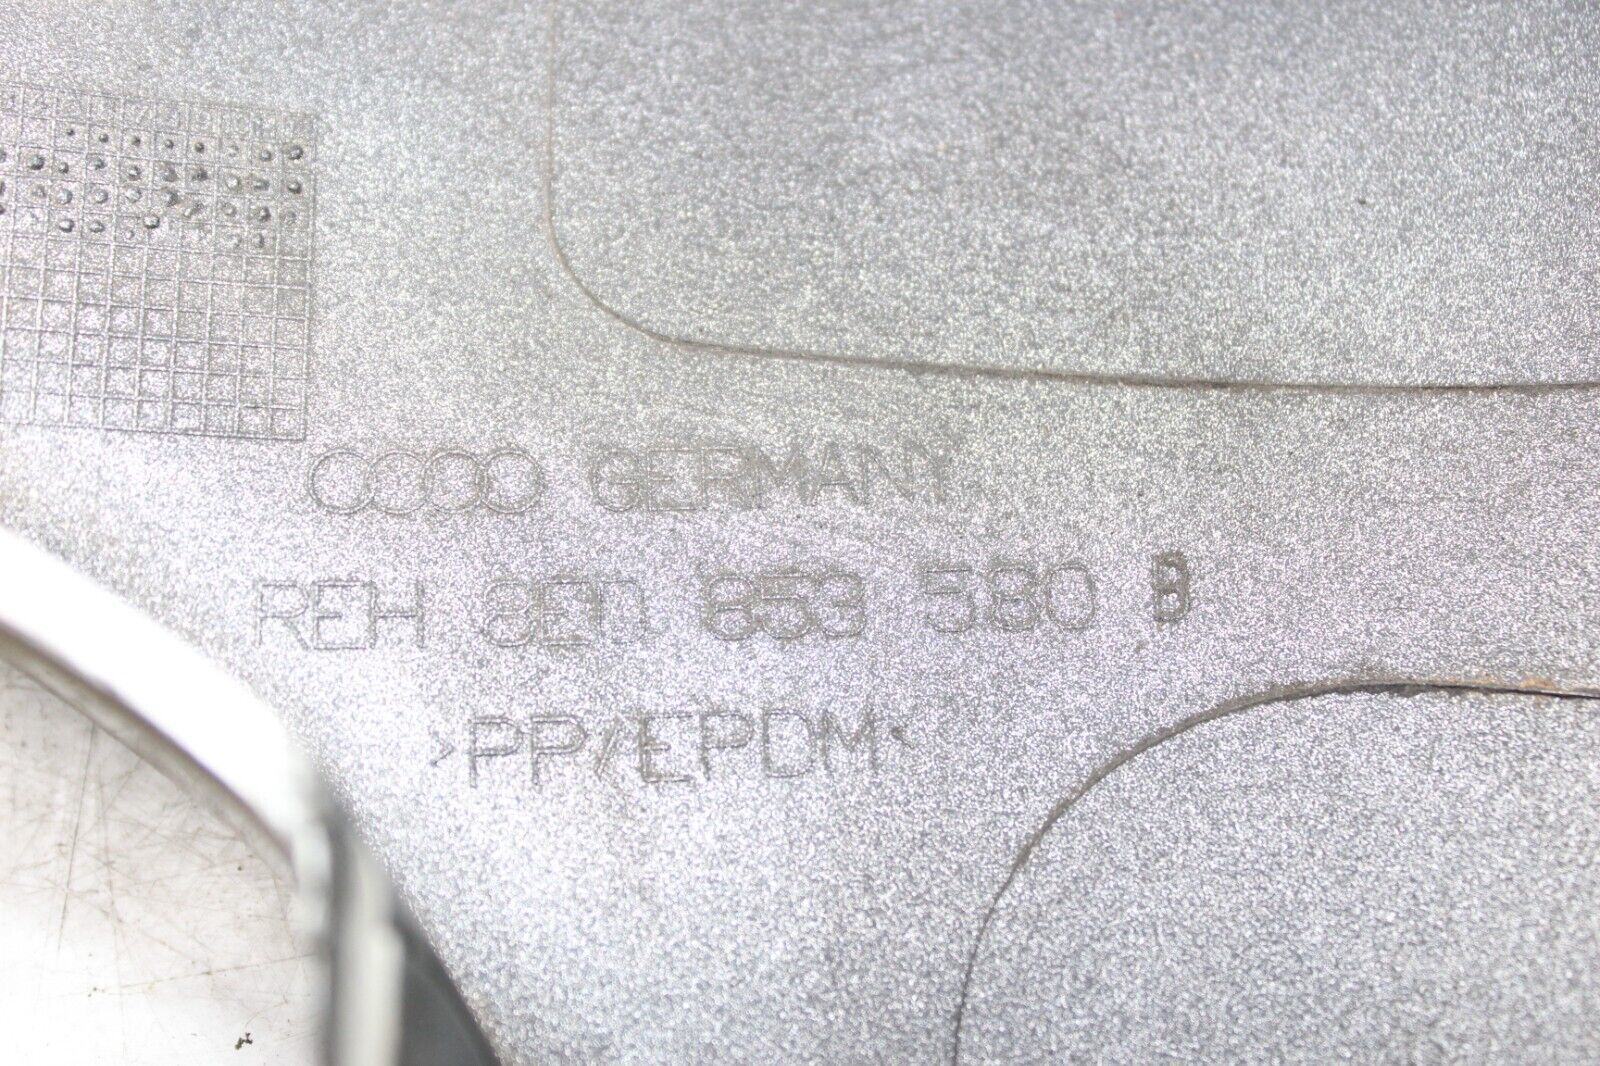 GERMANY
REH 8E0 853 580 B
>PP/EPDM<